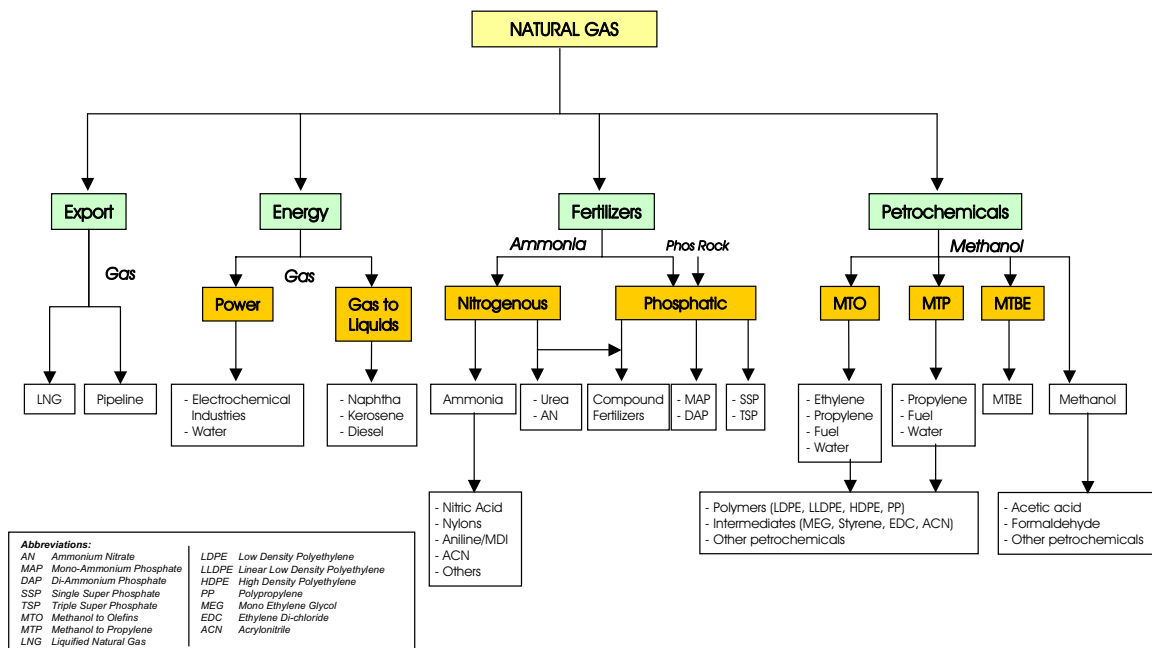 NATURAL GAS
Export
Energy
Fertilizers
Petrochemicals
Gas
Gas
Ammonia
Phos Rock
Methanol
Power
Gas to
Liquids
Nitrogenous
Phosphatic
MTO
MTP
MTBE
LNG
Pipeline
- Electrochemical
Industries
- Water
- Naphtha
- Kerosene
- Diesel
Ammonia
- Urea
- AN
Compound
Fertilizers
- MAP
- DAP
- SSP
- TSP
- Ethylene
- Propylene
- Fuel
- Water
- Propylene
- Fuel
- Water
MTBE
Methanol
- Nitric Acid
- Nylons
- Aniline/MDI
- ACN
- Others
- Polymers (LDPE, LLDPE, HDPE, PP)
- Intermediates (MEG, Styrene, EDC, ACN)
- Other petrochemicals
- Acetic acid
- Formaldehyde
- Other petrochemicals
Abbreviations:
AN Ammonium Nitrate
MAP Mono-Ammonium Phosphate
DAP Di-Ammonium Phosphate
SSP Single Super Phosphate
TSP Triple Super Phosphate
MTO Methanol to Olefins
MTP Methanol to Propylene
LNG Liquified Natural Gas
LDPE Low Density Polyethylene
LLDPE Linear Low Density Polyethylene
HDPE High Density Polyethylene
PP Polypropylene
MEG Mono Ethylene Glycol
EDC Ethylene Di-chloride
ACN Acrylonitrile